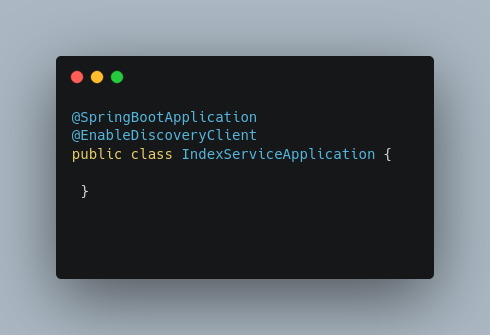 @SpringBootApplication
@EnableDiscoveryClient
public class IndexServiceApplication {
}